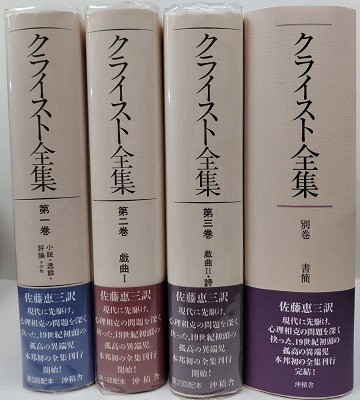 クライスト全集
第一巻
小説・逸話・
評論 その他
佐藤恵三訳
現代に先駆け、
心理相克の問題を深く
抉った、19世紀初頭の
孤高の異端児
本邦初の全集刊行
開始!
第1回配本 沖積舎
クライスト全集
第二巻
戯曲Ⅰ
佐藤恵三訳
現代に先駆け、
心理相克の問題を深く
抉った、19世紀初頭の
孤高の異端児
本邦初の全集刊行
開始!
沖積舎
クライスト全集
第三巻
戯曲Ⅱ・詩
佐藤恵三訳
現代に先駆け、
心理相克の問題を深く
抉った、19世紀初頭の
孤高の異端児
本邦初の全集刊行
開始!
第2回配本 沖積舎
クライスト全集
別巻
書簡
佐藤恵三訳
現代に先駆け、
心理相克の問題を深く
抉った、19世紀初頭の
孤高の異端児
本邦初の全集刊行
完結!
沖積舎